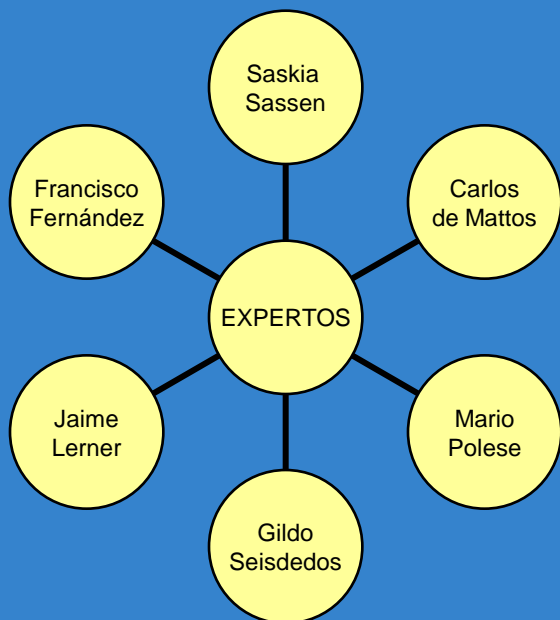 Saskia
Sassen
Francisco
Fernández
Carlos
de Mattos
EXPERTOS
Jaime
Lerner
Mario
Polese
Gildo
Seisdedos